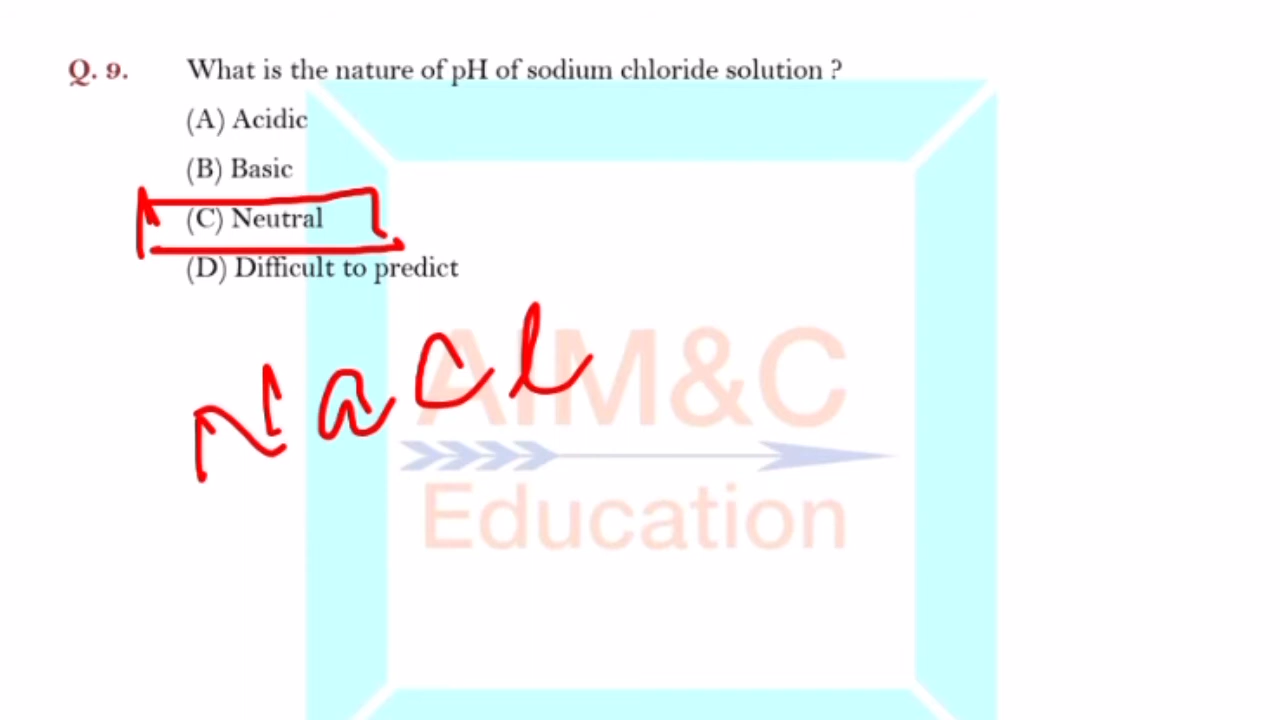 Q. 9. What is the nature of pH of sodium chloride solution ?
(A) Acidic
(B) Basic
(C) Neutral
(D) Difficult to predict
NaCl
AIM&C
Education